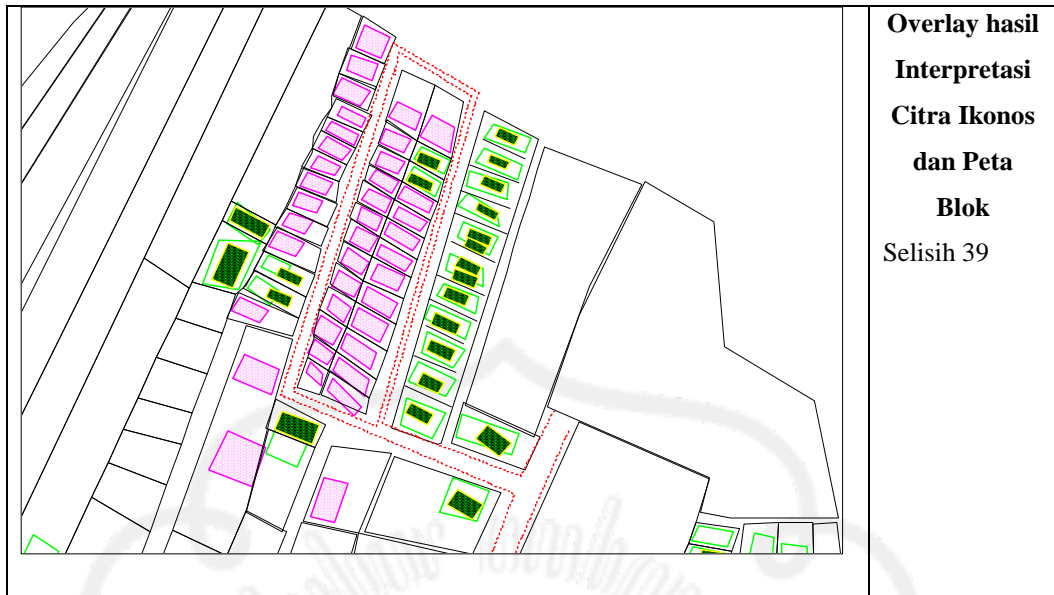 Overlay hasil
Interpretasi
Citra Ikonos
dan Peta
Blok
Selisih 39